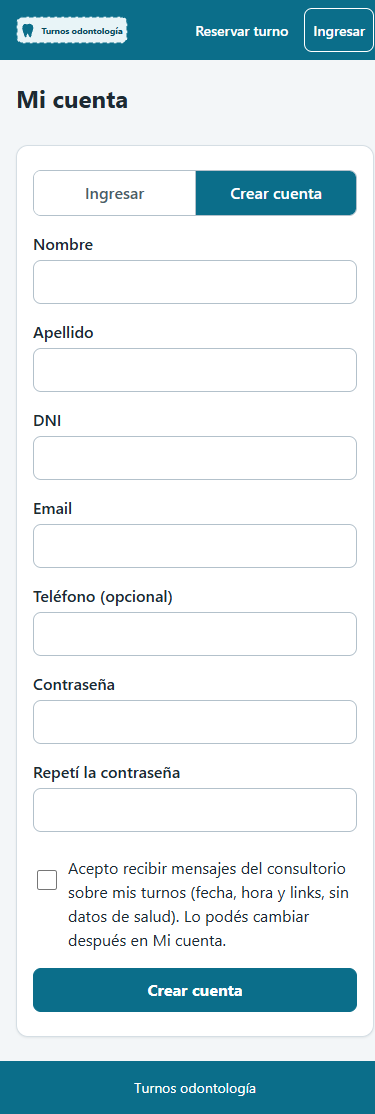 Turnos odontología
Reservar turno
Ingresar
Mi cuenta
Ingresar
Crear cuenta
Nombre
Apellido
DNI
Email
Teléfono (opcional)
Contraseña
Repetí la contraseña
Acepto recibir mensajes del consultorio
sobre mis turnos (fecha, hora y links, sin
datos de salud). Lo podés cambiar
después en Mi cuenta.
Crear cuenta
Turnos odontología